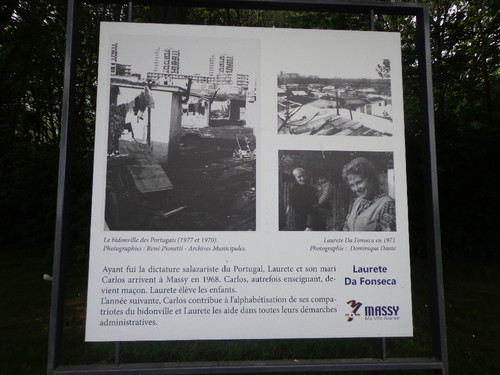 Le bidonville des Portugais (1977 et 1970).
Photographies : René Pionetti - Archives Municipales.
Laurete Da Fonseca en 1971
Photographie : Dominique Dante
Ayant fui la dictature salazariste du Portugal, Laurete et son mari
Carlos arrivent à Massy en 1968. Carlos, autrefois enseignant, de-
vient maçon. Laurete élève les enfants.
L'année suivante, Carlos contribue à l'alphabétisation de ses compa-
triotes du bidonville et Laurete les aide dans toutes leurs démarches
administratives.
Laurete
Da Fonseca
MASSY
Ma Ville Avenue